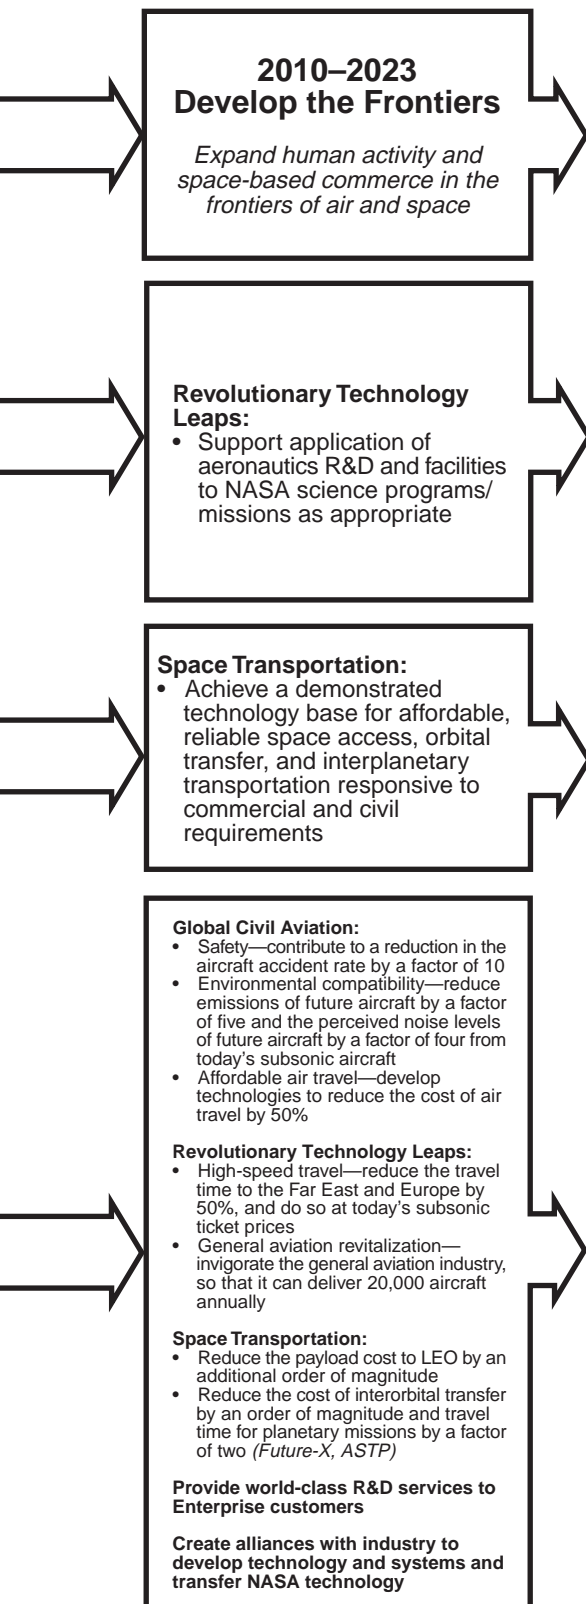 2010–2023
Develop the Frontiers
Expand human activity and
space-based commerce in the
frontiers of air and space
Revolutionary Technology
Leaps:
• Support application of
aeronautics R&D and facilities
to NASA science programs/
missions as appropriate
Space Transportation:
• Achieve a demonstrated
technology base for affordable,
reliable space access, orbital
transfer, and interplanetary
transportation responsive to
commercial and civil
requirements
Global Civil Aviation:
• Safety—contribute to a reduction in the
aircraft accident rate by a factor of 10
• Environmental compatibility—reduce
emissions of future aircraft by a factor
of five and the perceived noise levels
of future aircraft by a factor of four from
today's subsonic aircraft
• Affordable air travel—develop
technologies to reduce the cost of air
travel by 50%
Revolutionary Technology Leaps:
• High-speed travel—reduce the travel
time to the Far East and Europe by
50%, and do so at today's subsonic
ticket prices
• General aviation revitalization—
invigorate the general aviation industry,
so that it can deliver 20,000 aircraft
annually
Space Transportation:
• Reduce the payload cost to LEO by an
additional order of magnitude
• Reduce the cost of interorbital transfer
by an order of magnitude and travel
time for planetary missions by a factor
of two (Future-X, ASTP)
Provide world-class R&D services to
Enterprise customers
Create alliances with industry to
develop technology and systems and
transfer NASA technology